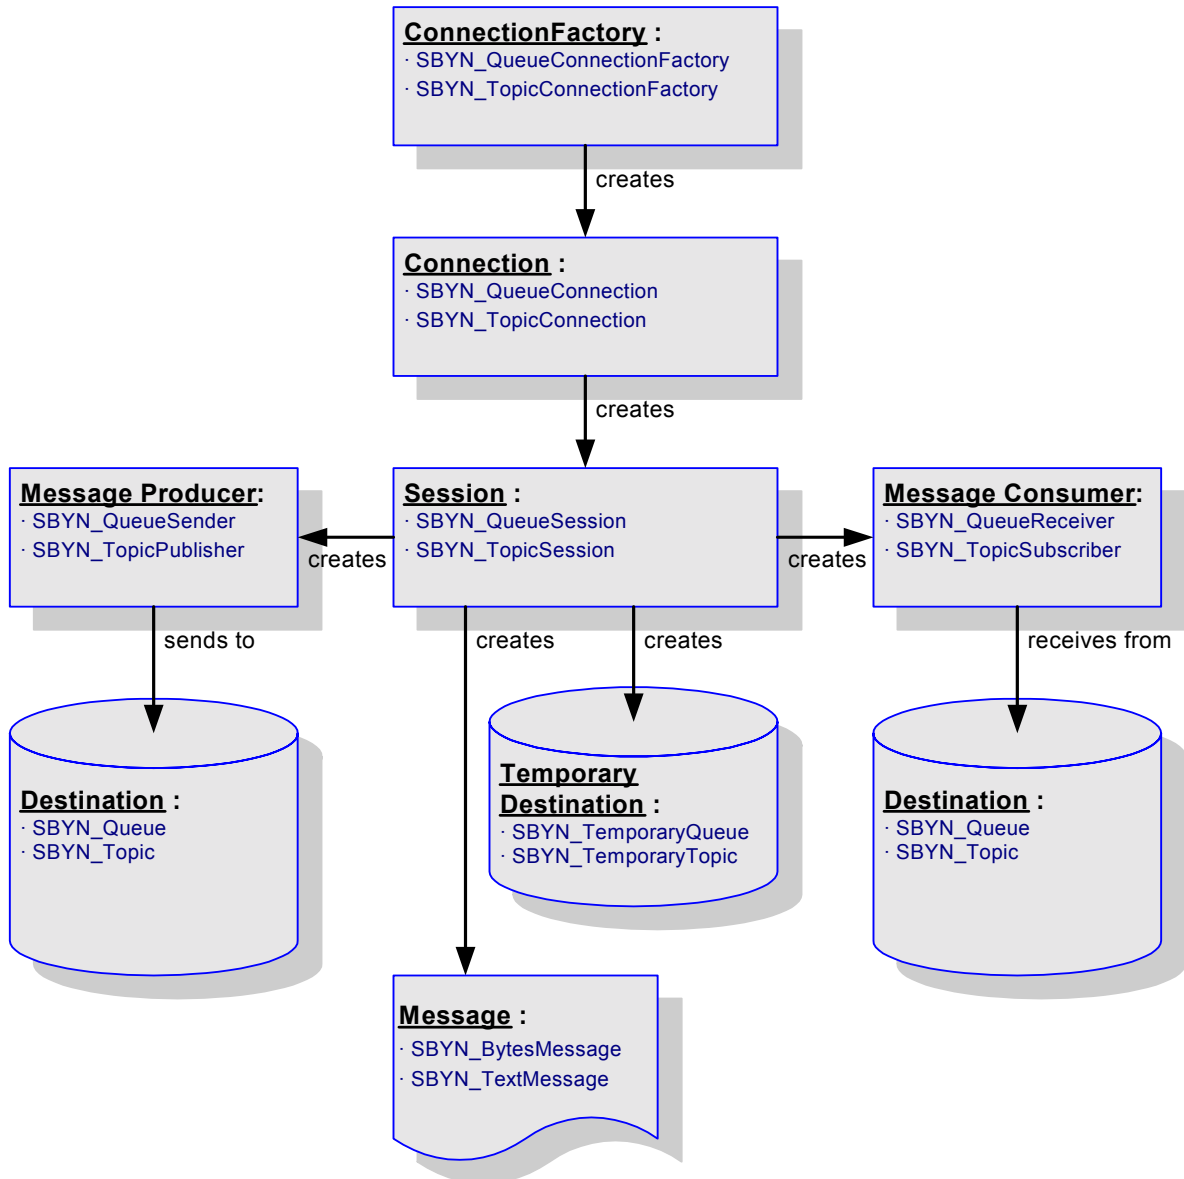 ConnectionFactory :
· SBYN_QueueConnectionFactory
· SBYN_TopicConnectionFactory
creates
Connection :
· SBYN_QueueConnection
· SBYN_TopicConnection
creates
Message Producer:
· SBYN_QueueSender
· SBYN_TopicPublisher
creates
Session :
· SBYN_QueueSession
· SBYN_TopicSession
creates
Message Consumer:
· SBYN_QueueReceiver
· SBYN_TopicSubscriber
sends to
creates
creates
receives from
Destination :
· SBYN_Queue
· SBYN_Topic
Temporary
Destination :
· SBYN_TemporaryQueue
· SBYN_TemporaryTopic
Destination :
· SBYN_Queue
· SBYN_Topic
Message :
· SBYN_BytesMessage
· SBYN_TextMessage